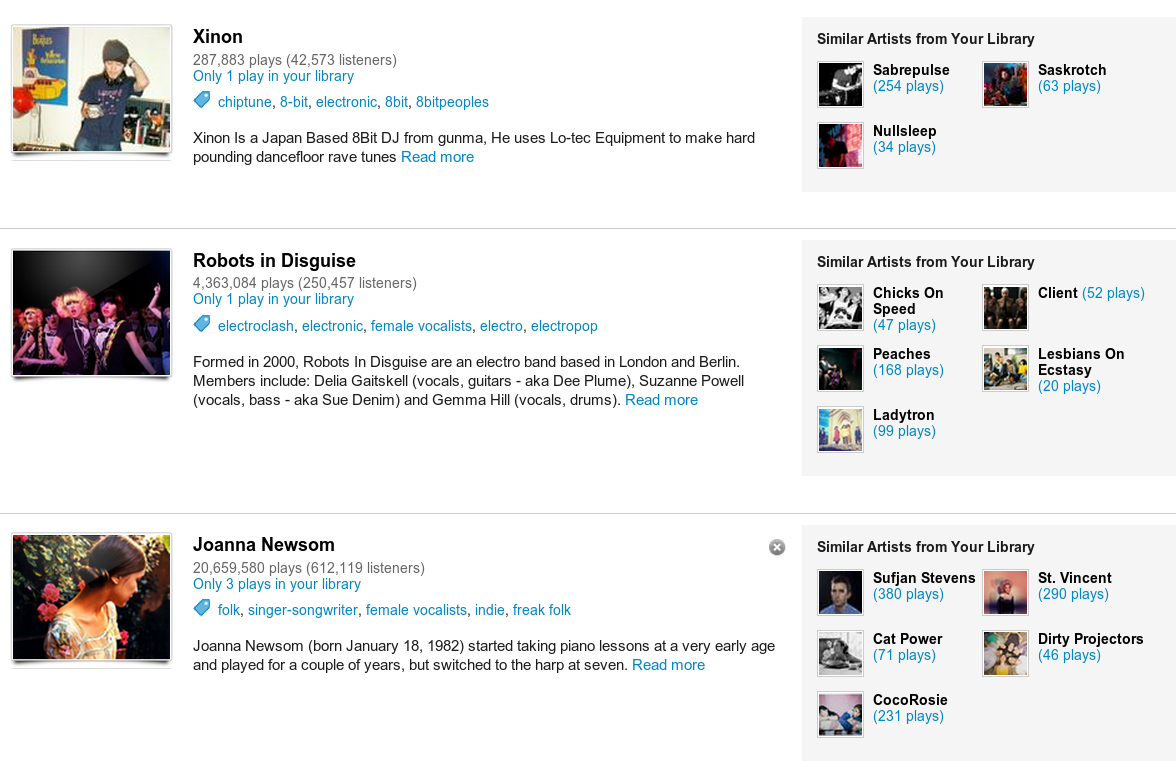 Xinon
287,883 plays (42,573 listeners)
Only 1 play in your library
chiptune, 8-bit, electronic, 8bit, 8bitpeoples
Xinon Is a Japan Based 8Bit DJ from gunma, He uses Lo-tec Equipment to make hard
pounding dancefloor rave tunes Read more
Similar Artists from Your Library
Sabrepulse
(254 plays)
Saskrotch
(63 plays)
Nullsleep
(34 plays)
Robots in Disguise
4,363,084 plays (250,457 listeners)
Only 1 play in your library
electroclash, electronic, female vocalists, electro, electropop
Formed in 2000, Robots In Disguise are an electro band based in London and Berlin.
Members include: Delia Gaitskell (vocals, guitars - aka Dee Plume), Suzanne Powell
(vocals, bass - aka Sue Denim) and Gemma Hill (vocals, drums). Read more
Similar Artists from Your Library
Chicks On
Speed
(47 plays)
Client (52 plays)
Peaches
(168 plays)
Lesbians On
Ecstasy
(20 plays)
Ladytron
(99 plays)
Joanna Newsom
20,659,580 plays (612,119 listeners)
Only 3 plays in your library
folk, singer-songwriter, female vocalists, indie, freak folk
Joanna Newsom (born January 18, 1982) started taking piano lessons at a very early age
and played for a couple of years, but switched to the harp at seven. Read more
Similar Artists from Your Library
Sufjan Stevens
(380 plays)
St. Vincent
(290 plays)
Cat Power
(71 plays)
Dirty Projectors
(46 plays)
CocoRosie
(231 plays)